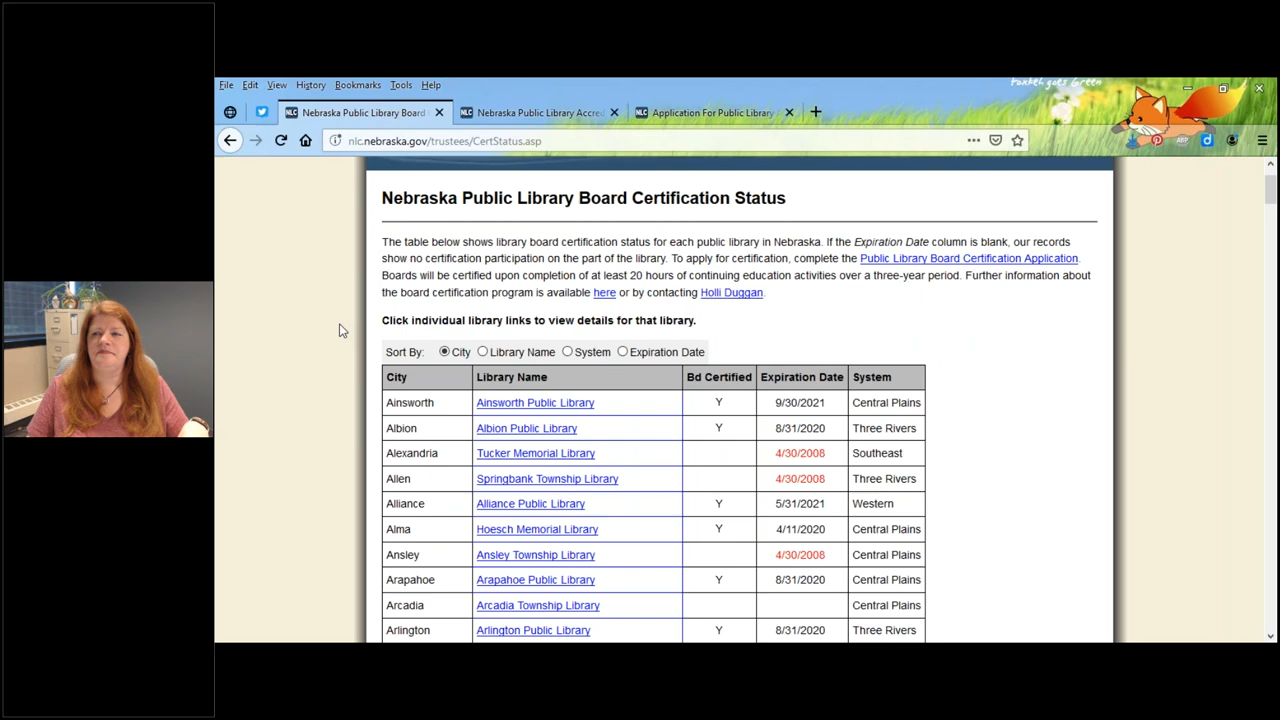 Foxkeh goes Green
File Edit View History Bookmarks Tools Help
NLC Nebraska Public Library Board NLC Nebraska Public Library Accred NLC Application For Public Library
nlc.nebraska.gov/trustees/CertStatus.asp
Nebraska Public Library Board Certification Status
The table below shows library board certification status for each public library in Nebraska. If the Expiration Date column is blank, our records
show no certification participation on the part of the library. To apply for certification, complete the Public Library Board Certification Application.
Boards will be certified upon completion of at least 20 hours of continuing education activities over a three-year period. Further information about
the board certification program is available here or by contacting Holli Duggan.
Click individual library links to view details for that library.
Sort By: City Library Name System Expiration Date
City Library Name Bd Certified Expiration Date System
Ainsworth Ainsworth Public Library Y 9/30/2021 Central Plains
Albion Albion Public Library Y 8/31/2020 Three Rivers
Alexandria Tucker Memorial Library 4/30/2008 Southeast
Allen Springbank Township Library 4/30/2008 Three Rivers
Alliance Alliance Public Library Y 5/31/2021 Western
Alma Hoesch Memorial Library Y 4/11/2020 Central Plains
Ansley Ansley Township Library 4/30/2008 Central Plains
Arapahoe Arapahoe Public Library Y 8/31/2020 Central Plains
Arcadia Arcadia Township Library Central Plains
Arlington Arlington Public Library Y 8/31/2020 Three Rivers